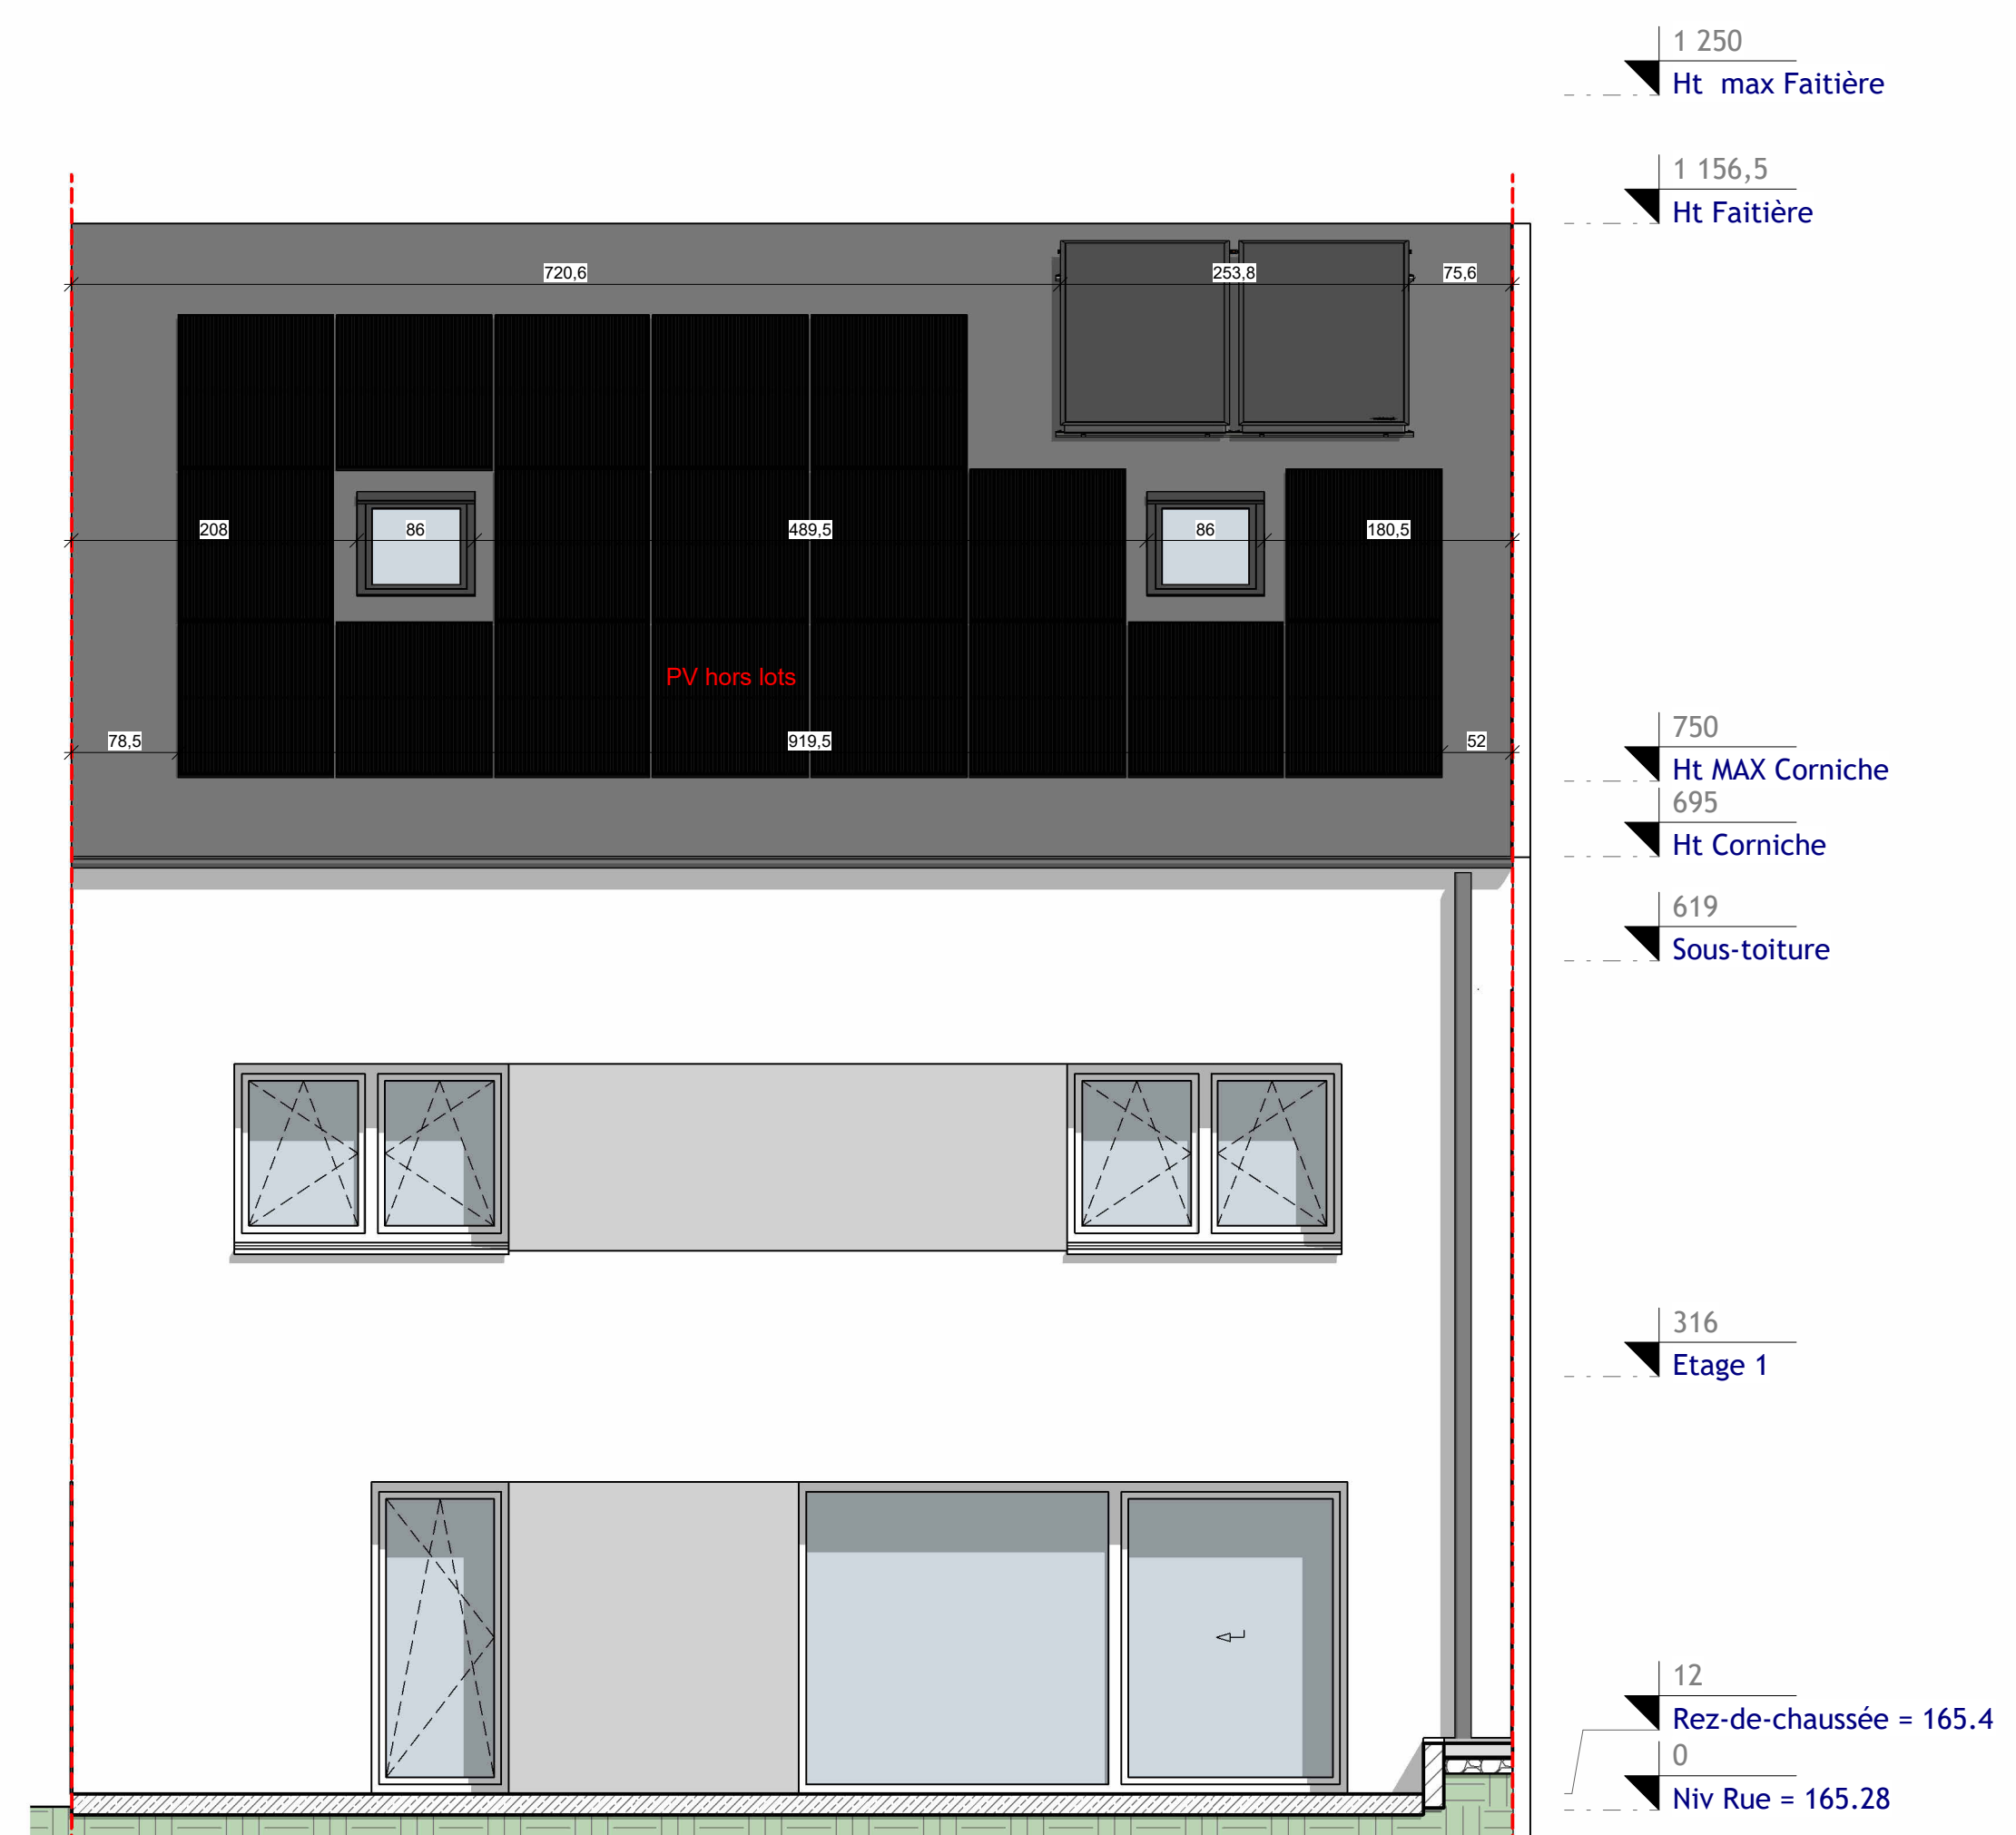 1 250
Ht max Faitière
1 156,5
Ht Faitière
720,6
253,8
75,6
208
86
489,5
86
180,5
PV hors lots
78,5
919,5
52
750
Ht MAX Corniche
695
Ht Corniche
619
Sous-toiture
316
Etage 1
12
Rez-de-chaussée = 165.4
0
Niv Rue = 165.28